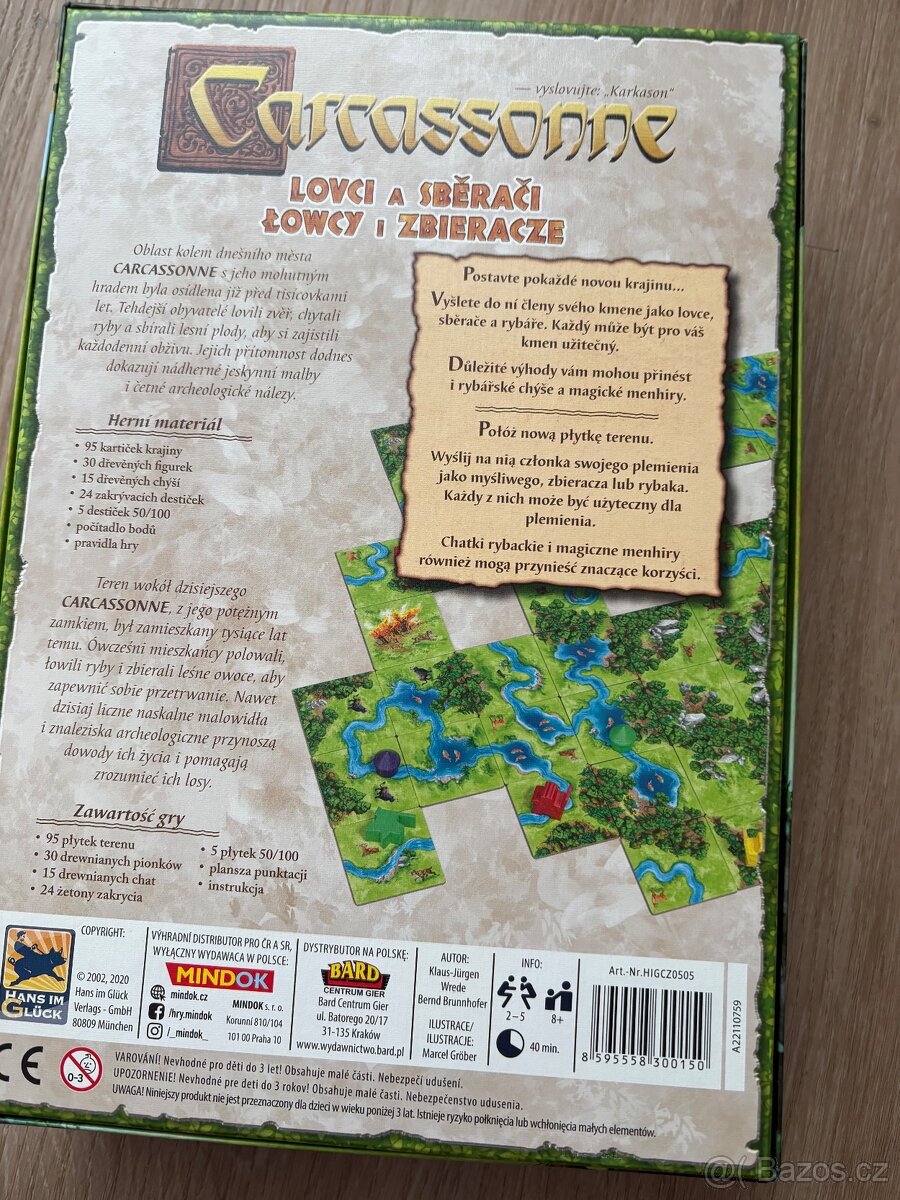 — vyslovujte: „Karkason“
Carcassonne
LOVCI A SBĚRAČI
ŁOWCY I ZBIERACZE
Oblast kolem dnešního města
CARCASSONNE s jeho mohutným
hradem byla osídlena již před tisícovkami
let. Tehdejší obyvatelé lovili zvěř, chytali
ryby a sbírali lesní plody, aby si zajistili
každodenní obživu. Jejich přítomnost dodnes
dokazují nádherné jeskynní malby
i četné archeologické nálezy.
Herní materiál
• 95 kartiček krajiny
• 30 dřevěných figurek
• 15 dřevěných chýší
• 24 zakrývacích destiček
• 5 destiček 50/100
• počítadlo bodů
• pravidla hry
Postavte pokaždé novou krajinu...
Vyšlete do ní členy svého kmene jako lovce,
sběrače a rybáře. Každý může být pro váš
kmen užitečný.
Důležité výhody vám mohou přinést
i rybářské chýše a magické menhiry.
Połóż nową płytkę terenu.
Wyślij na nią członka swojego plemienia
jako myśliwego, zbieracza lub rybaka.
Każdy z nich może być użyteczny dla
plemienia.
Chatki rybackie i magiczne menhiry
również mogą przynieść znaczące korzyści.
Teren wokół dzisiejszego
CARCASSONNE, z jego potężnym
zamkiem, był zamieszkany tysiące lat
temu. Ówcześni mieszkańcy polowali,
łowili ryby i zbierali leśne owoce, aby
zapewnić sobie przetrwanie. Nawet
dzisiaj liczne naskalne malowidła
i znaleziska archeologiczne przynoszą
dowody ich życia i pomagają
zrozumieć ich losy.
Zawartość gry
• 95 płytek terenu
• 30 drewnianych pionków
• 15 drewnianych chat
• 24 żetony zakrycia
• 5 płytek 50/100
• plansza punktacji
• instrukcja
HANS IM GLÜCK
COPYRIGHT:
© 2002, 2020
Hans im Glück
Verlags - GmbH
80809 München
VÝHRADNÍ DISTRIBUTOR PRO ČR A SR,
WYŁĄCZNY WYDAWACA W POLSCE:
MINDOK
mindok.cz
/hry.mindok
/_mindok_
MINDOK s. r. o.
Korunní 810/104
101 00 Praha 10
DYSTRYBUTOR NA POLSKĘ:
BARD
CENTRUM GIER
Bard Centrum Gier
ul. Batorego 20/17
31-135 Kraków
www.wydawnictwo.bard.pl
AUTOR:
Klaus-Jürgen
Wrede
Bernd Brunnhofer
ILUSTRACE/
ILUSTRACJE:
Marcel Gröber
INFO:
2–5
8+
40 min.
Art.-Nr.HIGCZ0505
8 595558 300150
A22110759
CE
0-3
VAROVÁNÍ! Nevhodné pro děti do 3 let! Obsahuje malé části. Nebezpečí udušení.
UPOZORNENIE! Nevhodné pre deti do 3 rokov! Obsahuje malé časti. Nebezpečenstvo udusenia.
UWAGA! Niniejszy produkt nie jest przeznaczony dla dzieci w wieku poniżej 3 lat. Istnieje ryzyko połknięcia lub wchłonięcia małych elementów.
Bazos.cz